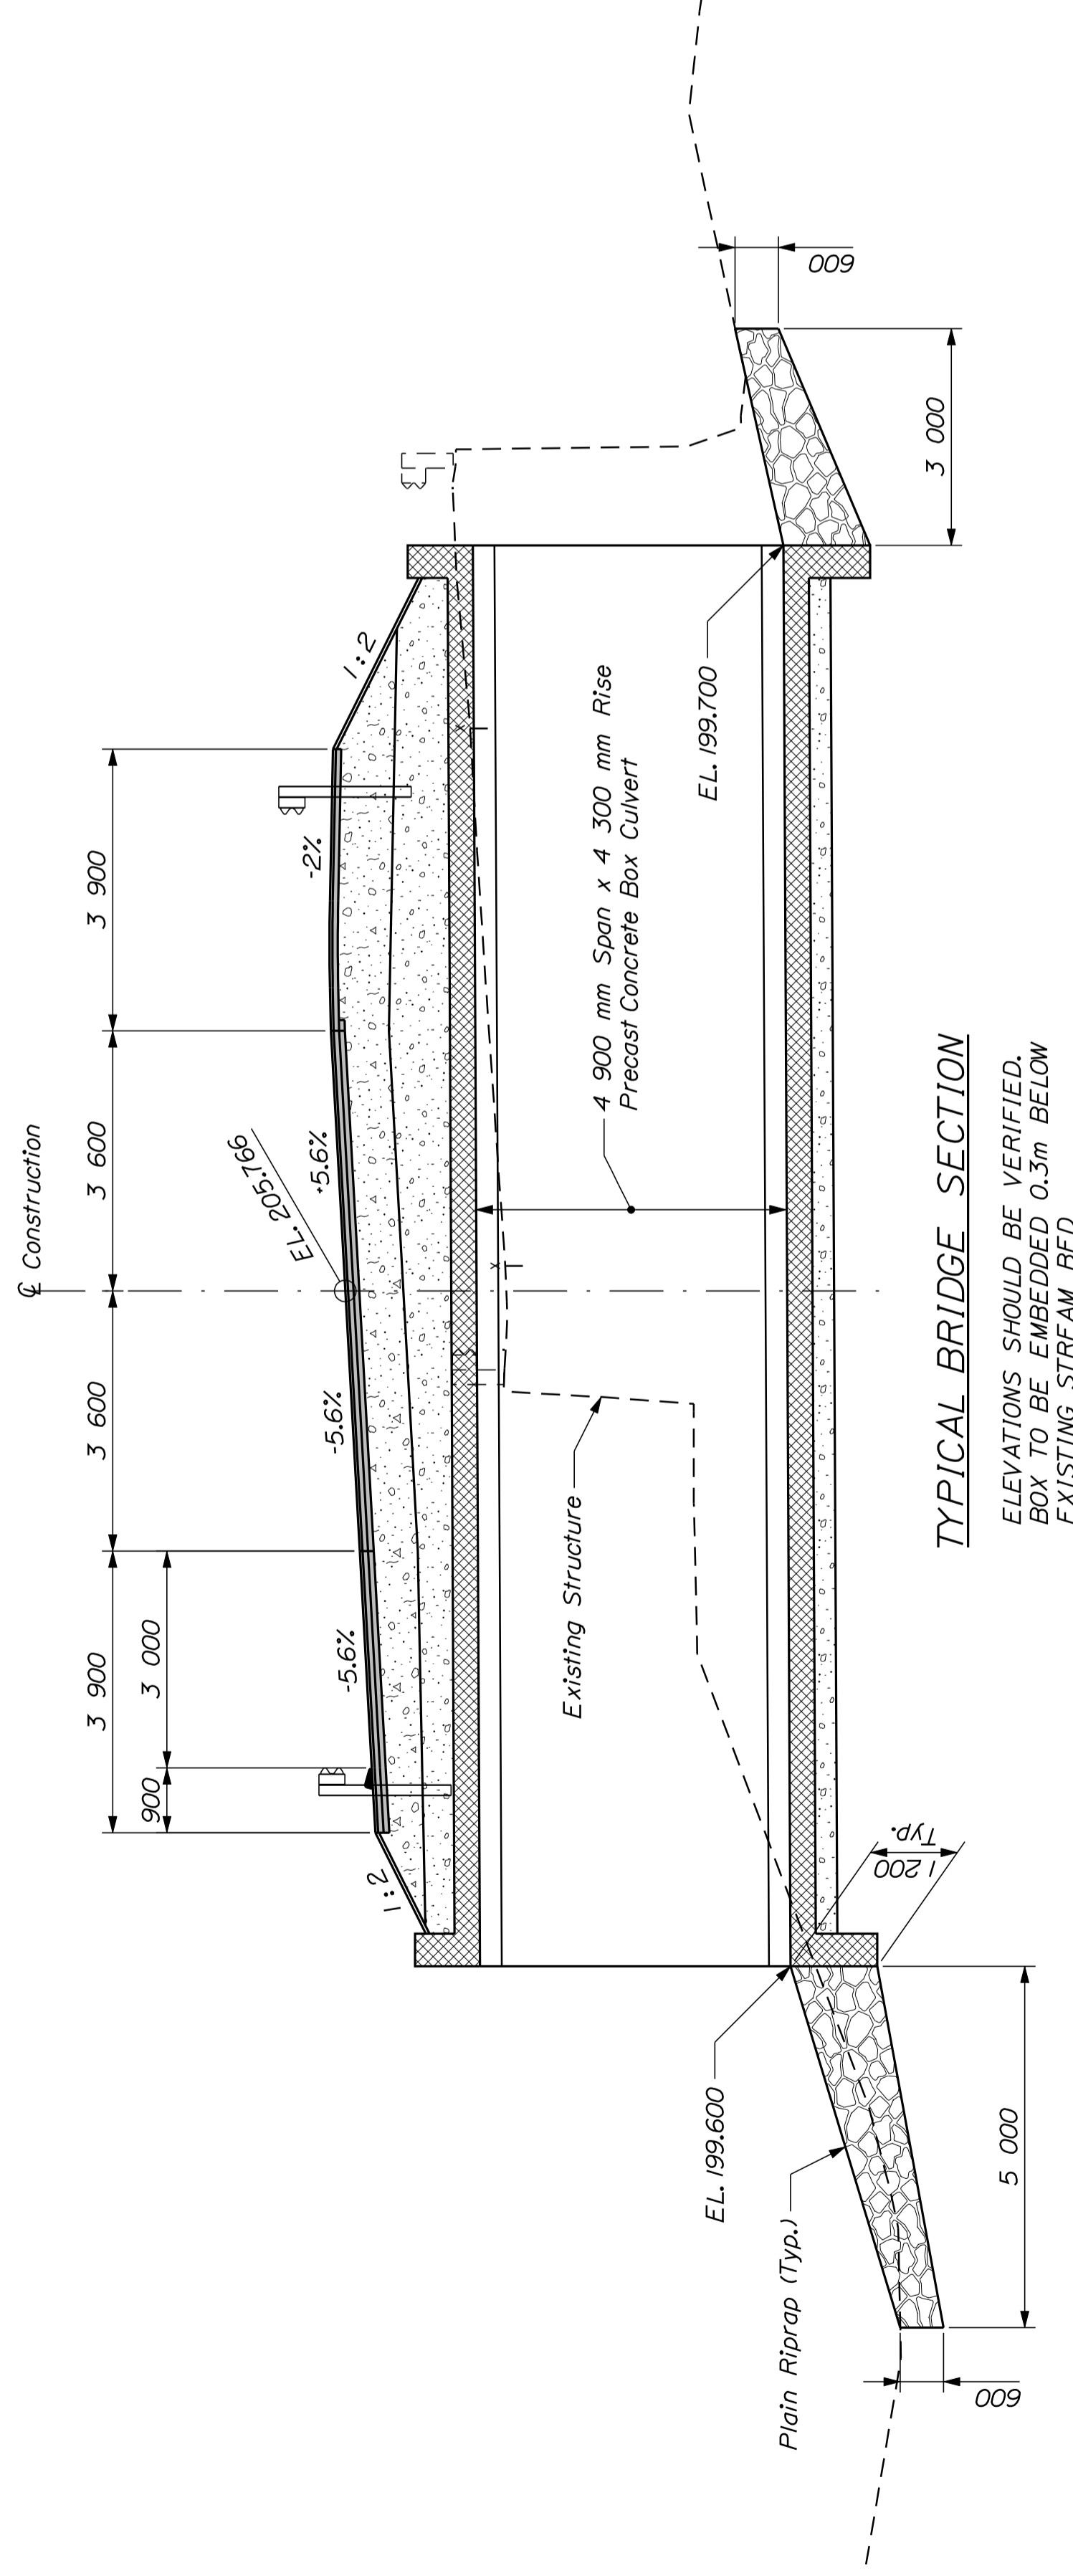 ℄ Construction
3 900
3 600
3 600
3 900
900
3 000
EL. 205.766
1:2
-5.6%
-5.6%
+5.6%
-2%
1:2
Existing Structure
4 900 mm Span x 4 300 mm Rise
Precast Concrete Box Culvert
EL. 199.600
EL. 199.700
Plain Riprap (Typ.)
1 200
Typ.
600
5 000
600
3 000
TYPICAL BRIDGE SECTION
ELEVATIONS SHOULD BE VERIFIED.
BOX TO BE EMBEDDED 0.3m BELOW
EXISTING STREAM BED